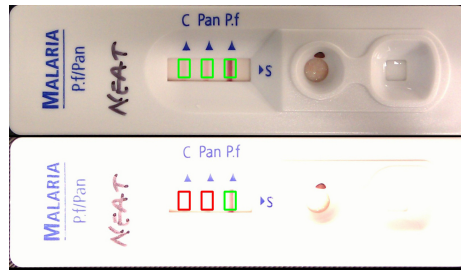 C Pan P.f
MALARIA
P.f/Pan
NEAT
S
C Pan P.f
MALARIA
P.f/Pan
NEAT
S